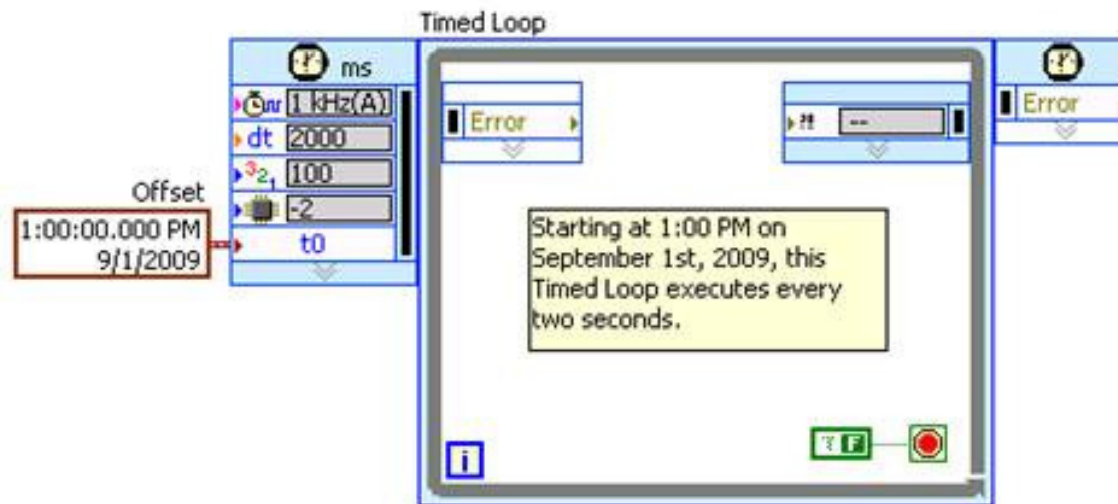 Timed Loop
ms
1 kHz(A)
dt 2000
321 100
-2
t0
Offset
1:00:00.000 PM
9/1/2009
Error
?! --
Error
Starting at 1:00 PM on
September 1st, 2009, this
Timed Loop executes every
two seconds.
i
? F